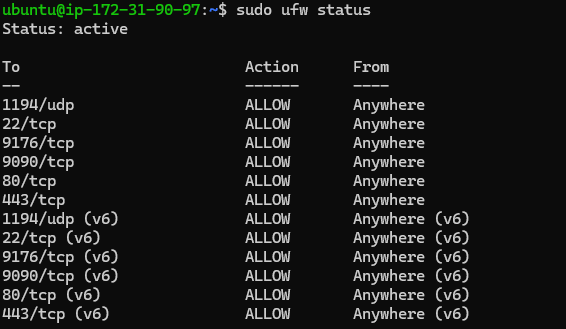 ubuntu@ip-172-31-90-97:~$ sudo ufw status
Status: active

To                         Action      From
--                         ------      ----
1194/udp                   ALLOW       Anywhere
22/tcp                     ALLOW       Anywhere
9176/tcp                   ALLOW       Anywhere
9090/tcp                   ALLOW       Anywhere
80/tcp                     ALLOW       Anywhere
443/tcp                    ALLOW       Anywhere
1194/udp (v6)              ALLOW       Anywhere (v6)
22/tcp (v6)                ALLOW       Anywhere (v6)
9176/tcp (v6)              ALLOW       Anywhere (v6)
9090/tcp (v6)              ALLOW       Anywhere (v6)
80/tcp (v6)                ALLOW       Anywhere (v6)
443/tcp (v6)               ALLOW       Anywhere (v6)